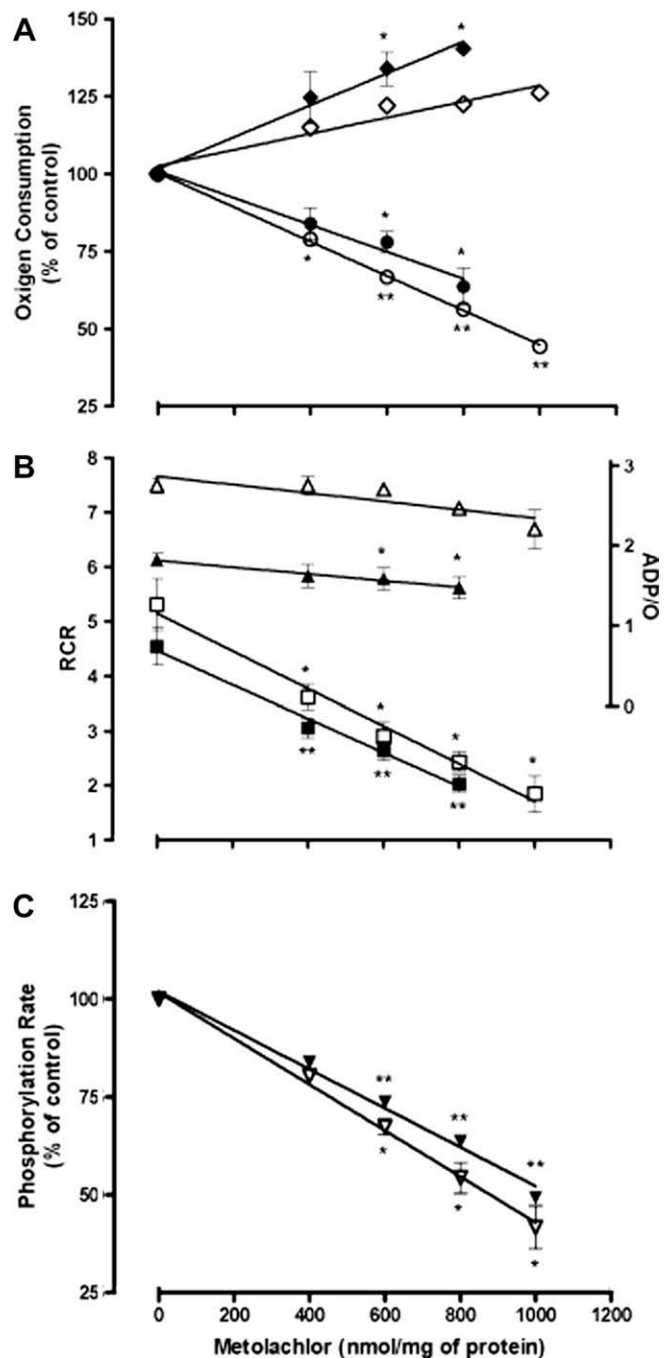 A
Oxigen Consumption
(% of control)
150
125
100
75
50
25
* *
* *
* ** ** **
B
RCR
8
7
6
5
4
3
2
1
ADP/O
3
2
1
0
* *
* * * *
** ** **
C
Phosphorylation Rate
(% of control)
125
100
75
50
25
** ** **
* * *
0 200 400 600 800 1000 1200
Metolachlor (nmol/mg of protein)